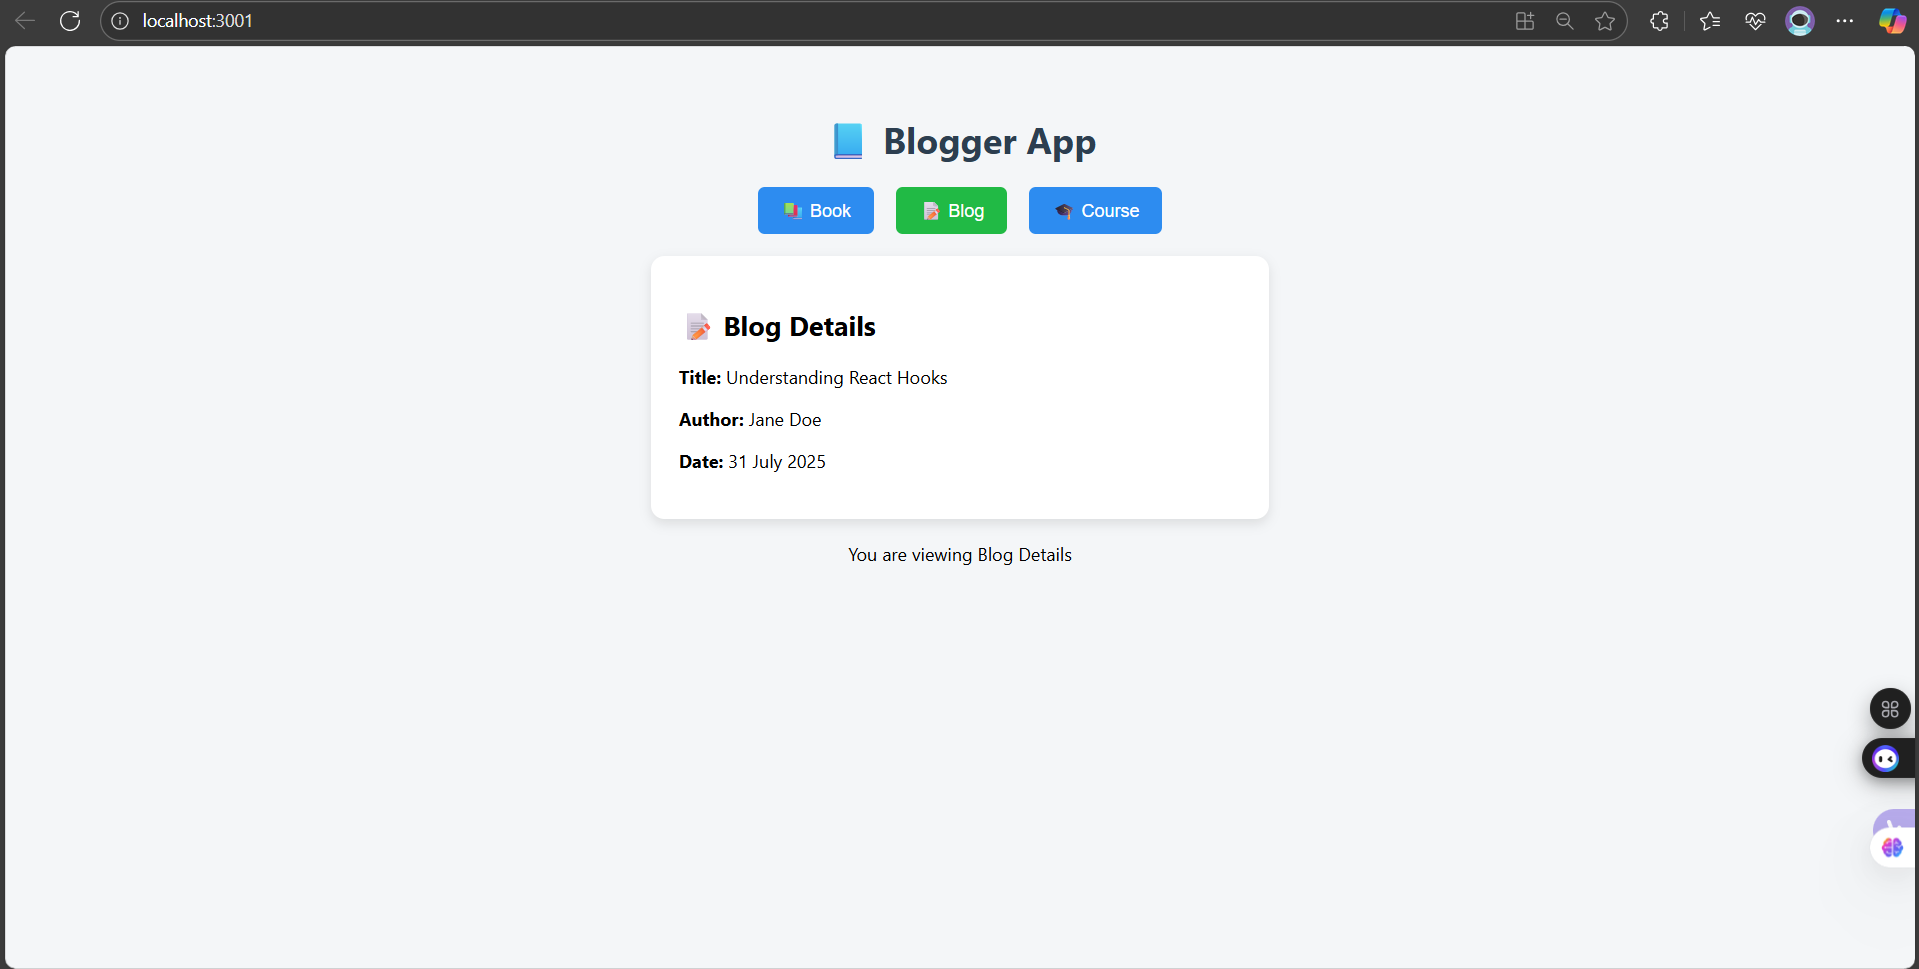 localhost:3001
Blogger App
Book
Blog
Course
Blog Details
Title: Understanding React Hooks
Author: Jane Doe
Date: 31 July 2025
You are viewing Blog Details